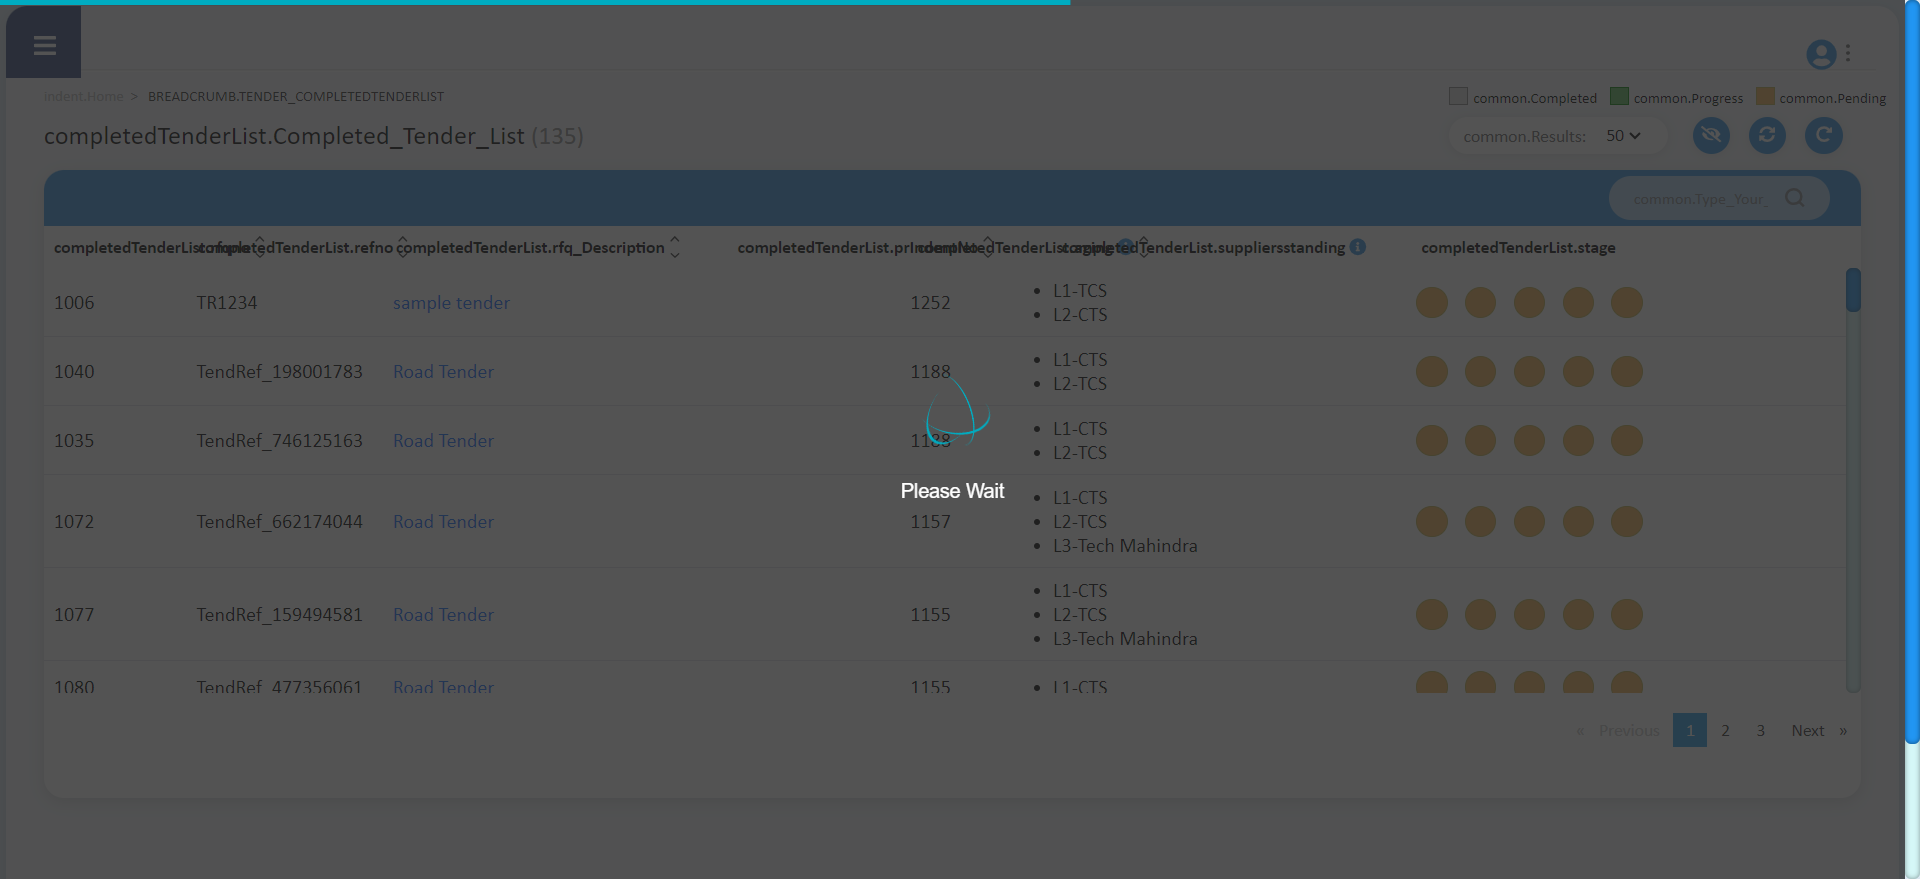 indent.Home > BREADCRUMB.TENDER_COMPLETEDTENDERLIST
common.Completed common.Progress common.Pending
completedTenderList.Completed_Tender_List (135)
common.Results: 50
common.Type_Your_
completedTenderList.refno completedTenderList.rfq_Description completedTenderList.suppliersstanding completedTenderList.stage
1006 TR1234 sample tender 1252
L1-TCS
L2-CTS
1040 TendRef_198001783 Road Tender 1188
L1-CTS
L2-TCS
1035 TendRef_746125163 Road Tender 1188
L1-CTS
L2-TCS
Please Wait
1072 TendRef_662174044 Road Tender 1157
L1-CTS
L2-TCS
L3-Tech Mahindra
1077 TendRef_159494581 Road Tender 1155
L1-CTS
L2-TCS
L3-Tech Mahindra
1080 TendRef_477356061 Road Tender 1155
L1-CTS
« Previous 1 2 3 Next »